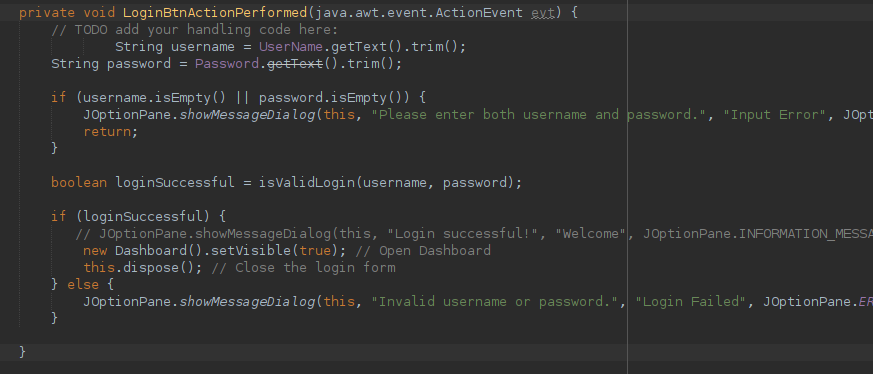 private void LoginBtnActionPerformed(java.awt.event.ActionEvent evt) {
// TODO add your handling code here:
String username = UserName.getText().trim();
String password = Password.getText().trim();
if (username.isEmpty() || password.isEmpty()) {
JOptionPane.showMessageDialog(this, "Please enter both username and password.", "Input Error", JOpt
return;
}
boolean loginSuccessful = isValidLogin(username, password);
if (loginSuccessful) {
// JOptionPane.showMessageDialog(this, "Login successful!", "Welcome", JOptionPane.INFORMATION_MESSA
new Dashboard().setVisible(true); // Open Dashboard
this.dispose(); // Close the login form
} else {
JOptionPane.showMessageDialog(this, "Invalid username or password.", "Login Failed", JOptionPane.ER
}
}